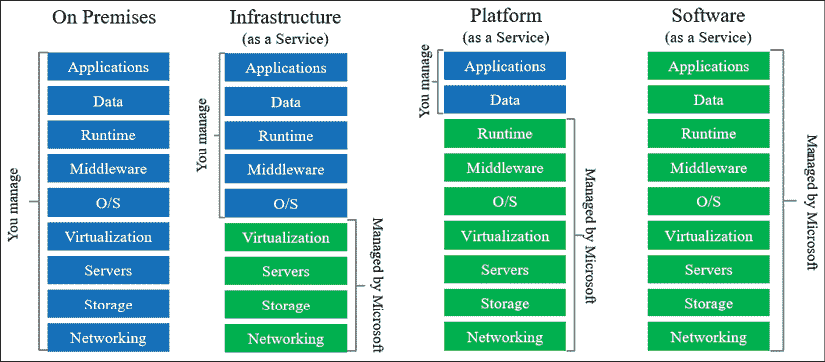 On Premises
You manage
Applications
Data
Runtime
Middleware
O/S
Virtualization
Servers
Storage
Networking
Infrastructure
(as a Service)
You manage
Applications
Data
Runtime
Middleware
O/S
Virtualization
Servers
Storage
Networking
Managed by Microsoft
Platform
(as a Service)
You manage
Applications
Data
Runtime
Middleware
O/S
Virtualization
Servers
Storage
Networking
Managed by Microsoft
Software
(as a Service)
Applications
Data
Runtime
Middleware
O/S
Virtualization
Servers
Storage
Networking
Managed by Microsoft